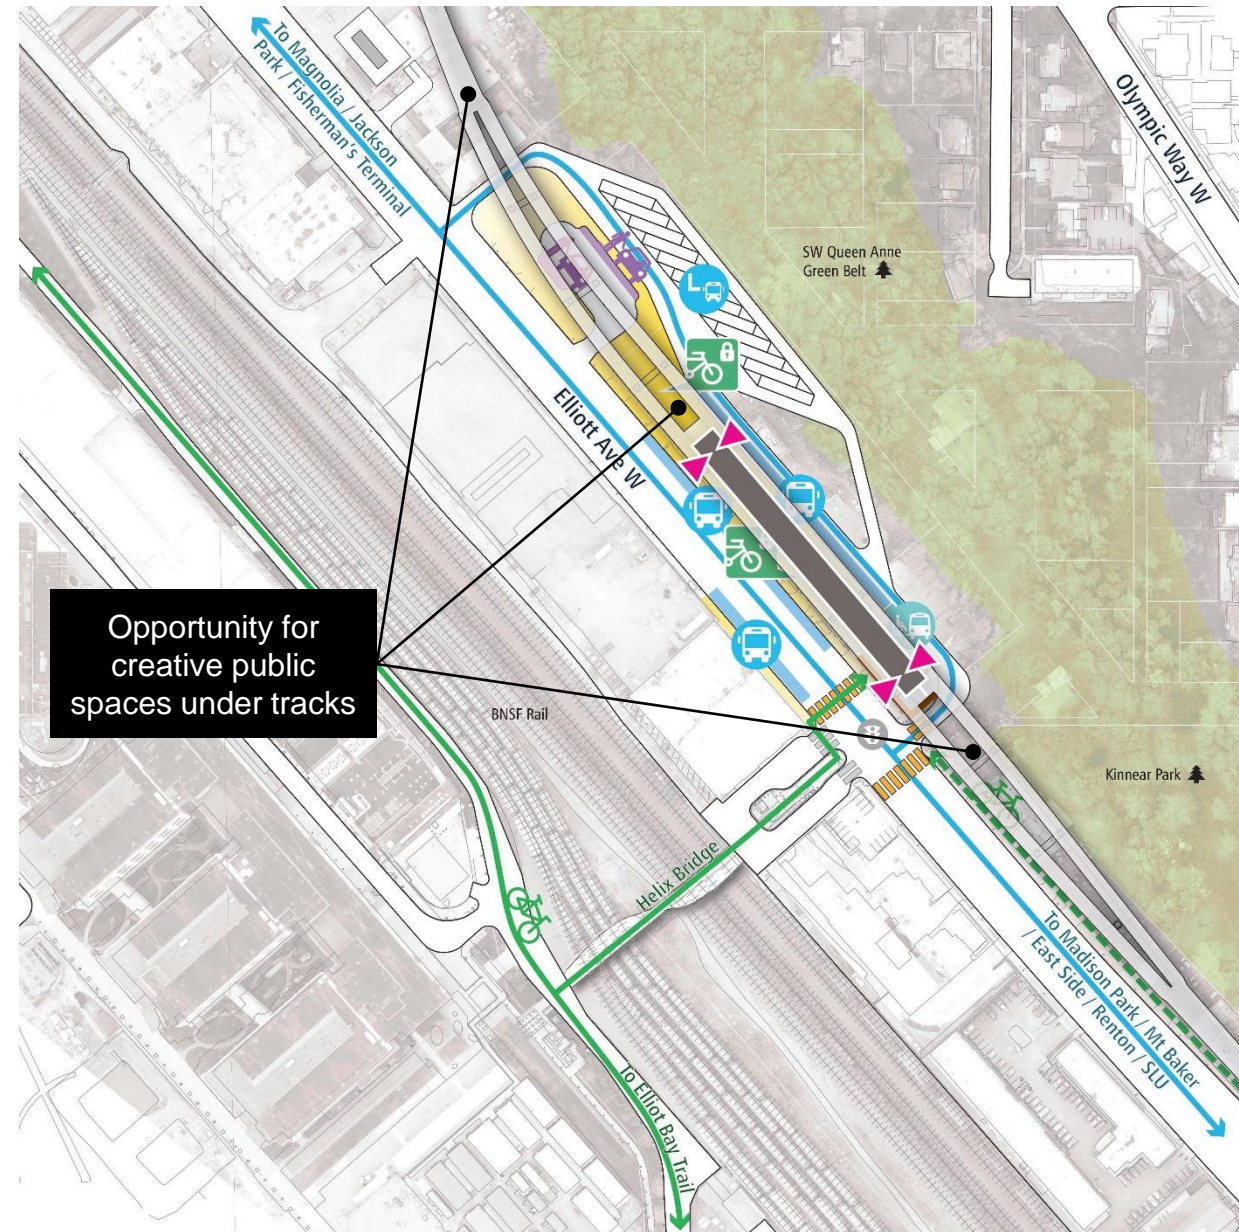 To Magnolia / Jackson
Park / Fisherman's Terminal
Olympic Way W
SW Queen Anne
Green Belt
L
Elliott Ave W
Opportunity for
creative public
spaces under tracks
BNSF Rail
Kinnear Park
Helix Bridge
To Madison Park / Mt Baker
/ East Side / Renton / SLU
To Elliot Bay Trail